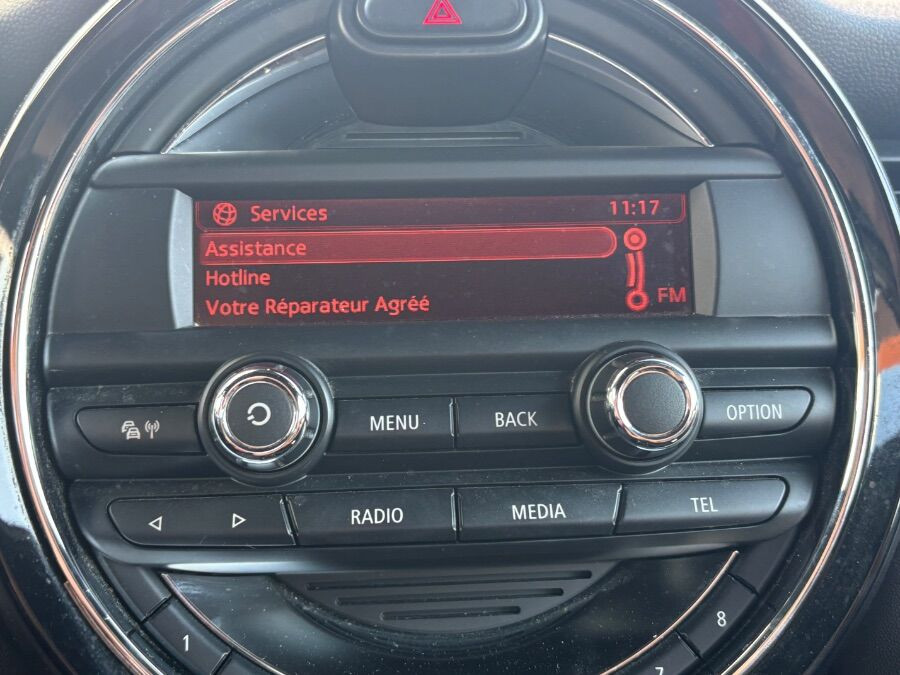 Services 11:17
Assistance
Hotline
Votre Réparateur Agréé FM
MENU BACK OPTION
RADIO MEDIA TEL
1 7 8